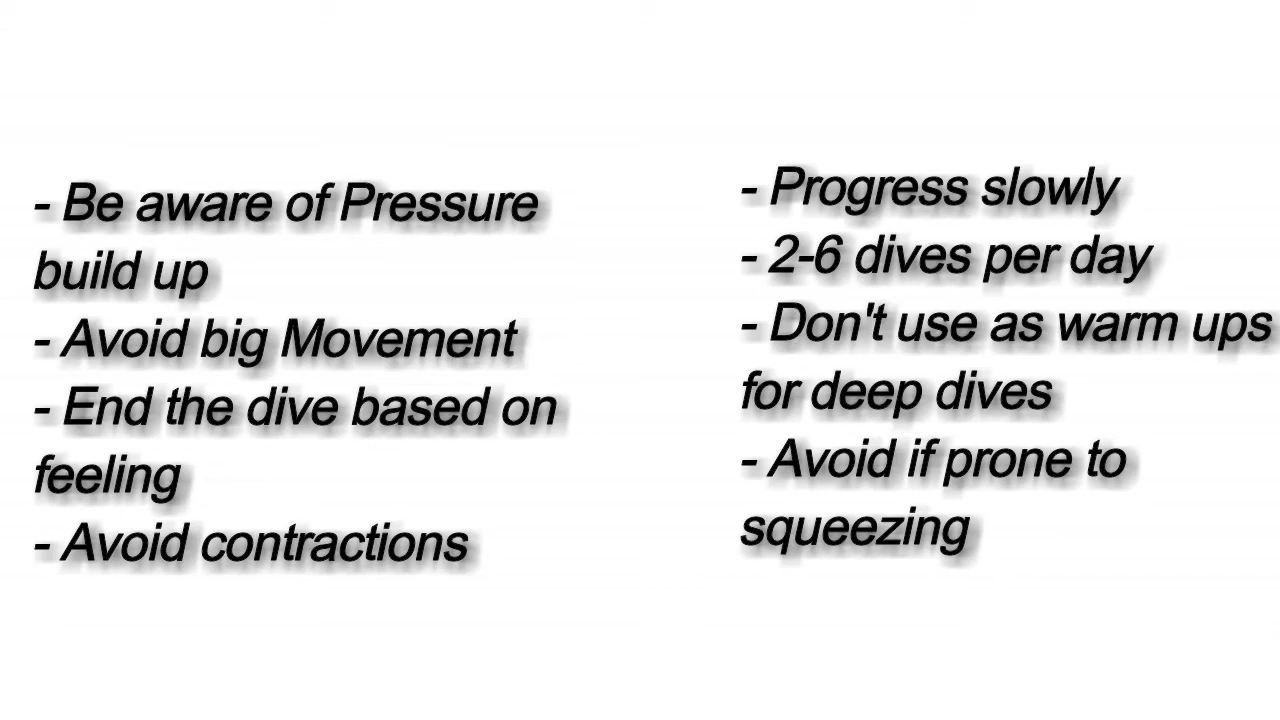 - Be aware of Pressure
build up
- Avoid big Movement
- End the dive based on
feeling
- Avoid contractions
- Progress slowly
- 2-6 dives per day
- Don't use as warm ups
for deep dives
- Avoid if prone to
squeezing